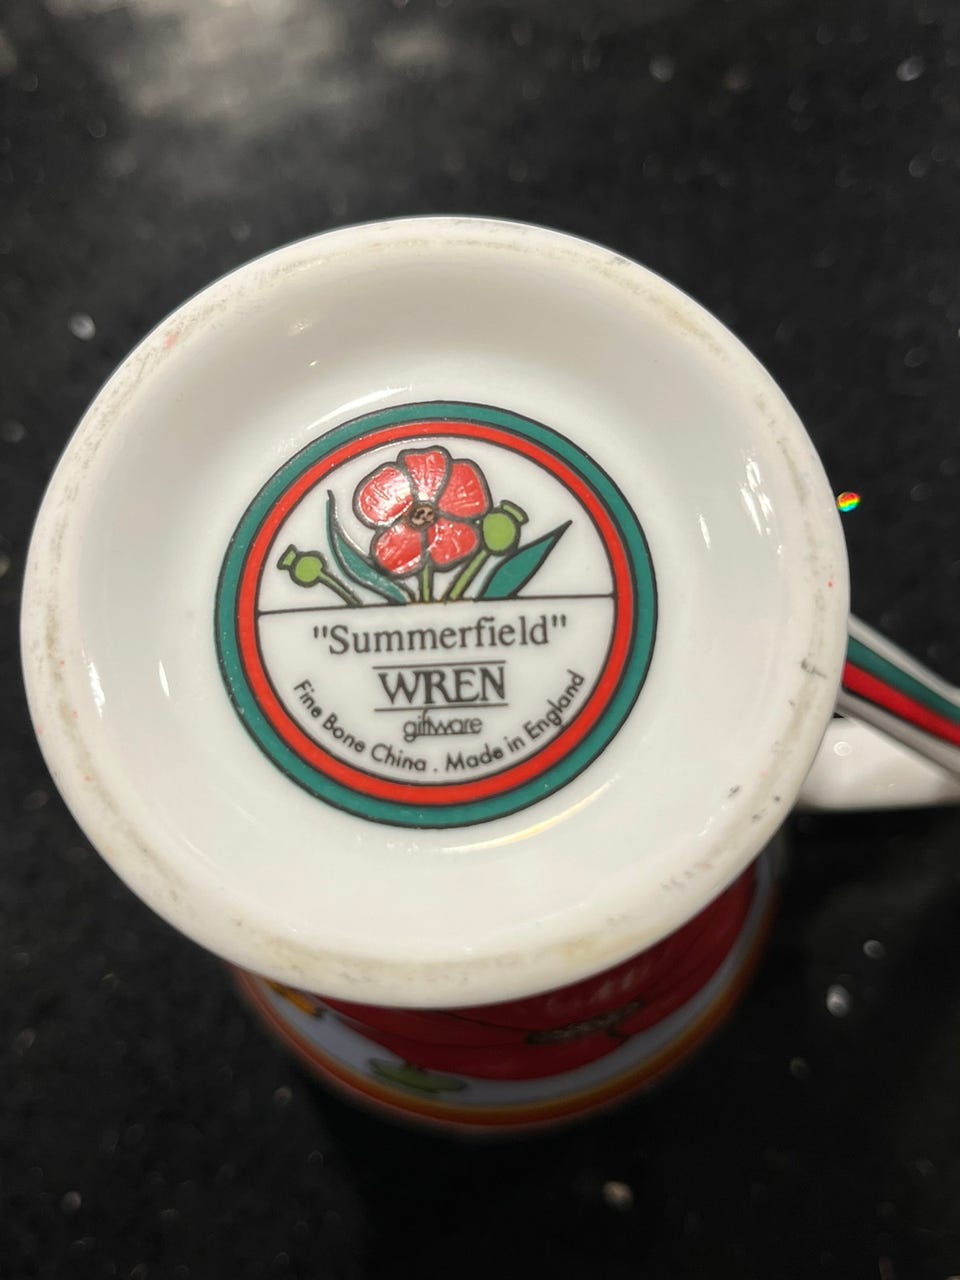 "Summerfield"
WREN
giftware
Fine Bone China . Made in England